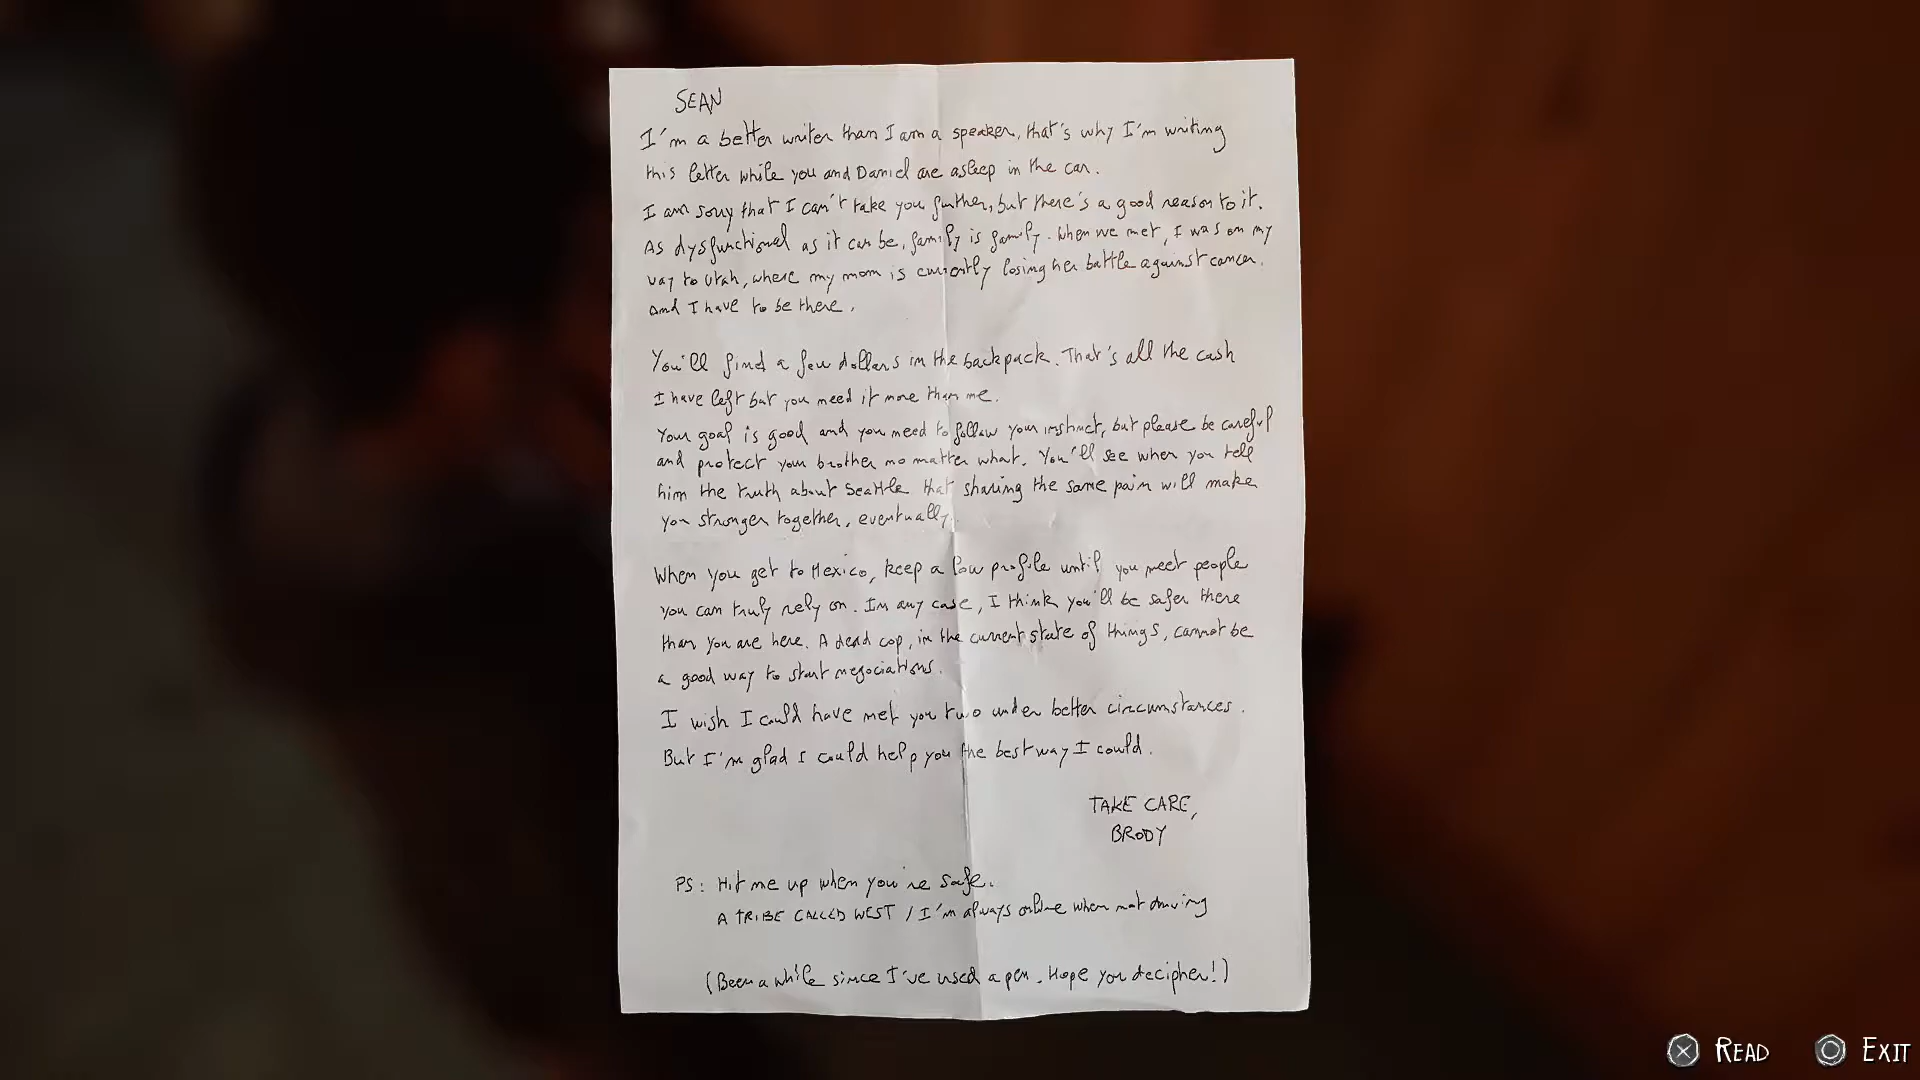 SEAN
I'm a better writer than I am a speaker, that's why I'm writing
this letter while you and Daniel are asleep in the car.
I am sorry that I can't take you further, but there's a good reason to it.
As dysfunctional as it can be, family is family. When we met, I was on my
way to Utah, where my mom is currently losing her battle against cancer.
And I have to be there.
You'll find a few dollars in the backpack. That's all the cash
I have left but you need it more than me.
Your goal is good and you need to follow your instinct, but please be careful
and protect your brother no matter what. You'll see when you tell
him the truth about Seattle that sharing the same pain will make
you stronger together, eventually.
When you get to Mexico, keep a low profile until you meet people
you can truly rely on. In any case, I think you'll be safer there
than you are here. A dead cop, in the current state of things, cannot be
a good way to start negociations.
I wish I could have met you two under better circumstances.
But I'm glad I could help you the best way I could.
TAKE CARE,
BRODY
PS: Hit me up when you're safe.
A TRIBE CALLED WEST / I'm always online when not driving
(Been a while since I've used a pen. Hope you decipher!)
READ EXIT